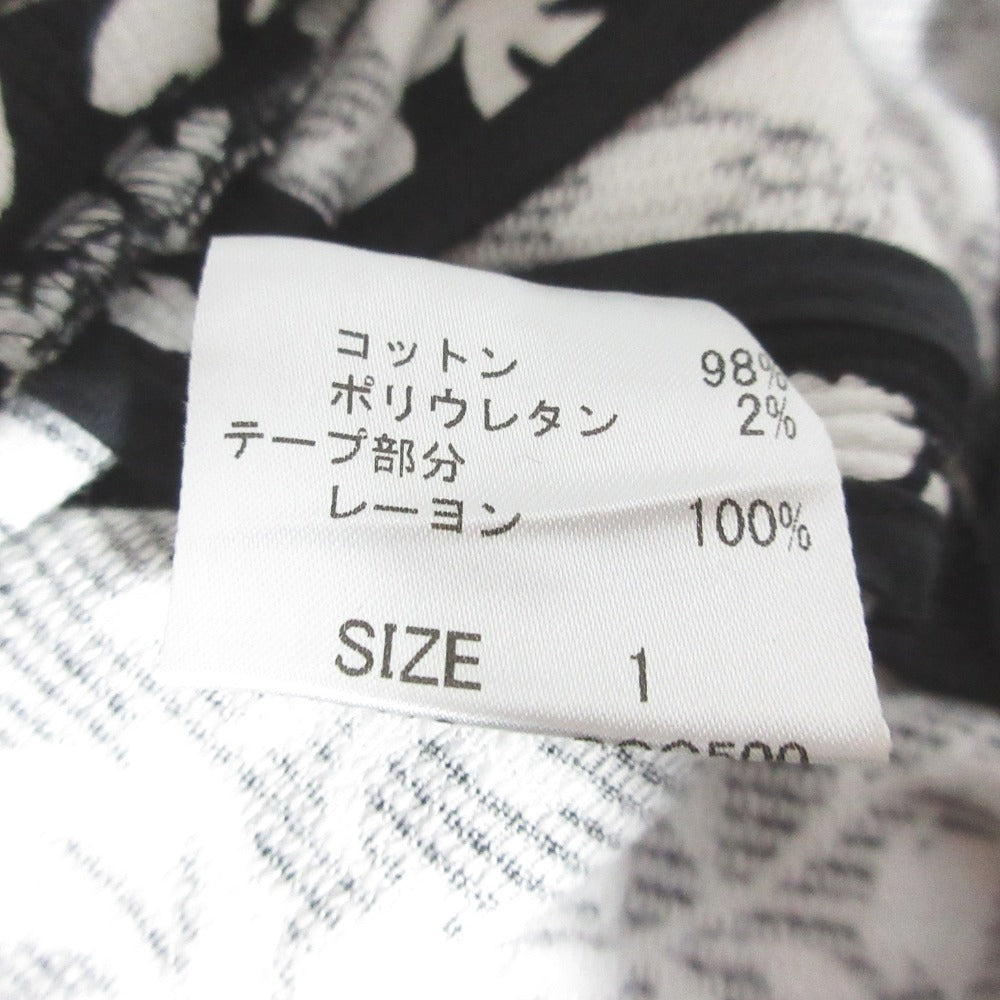 コットン 98%
ポリウレタン 2%
テープ部分
レーヨン 100%
SIZE 1